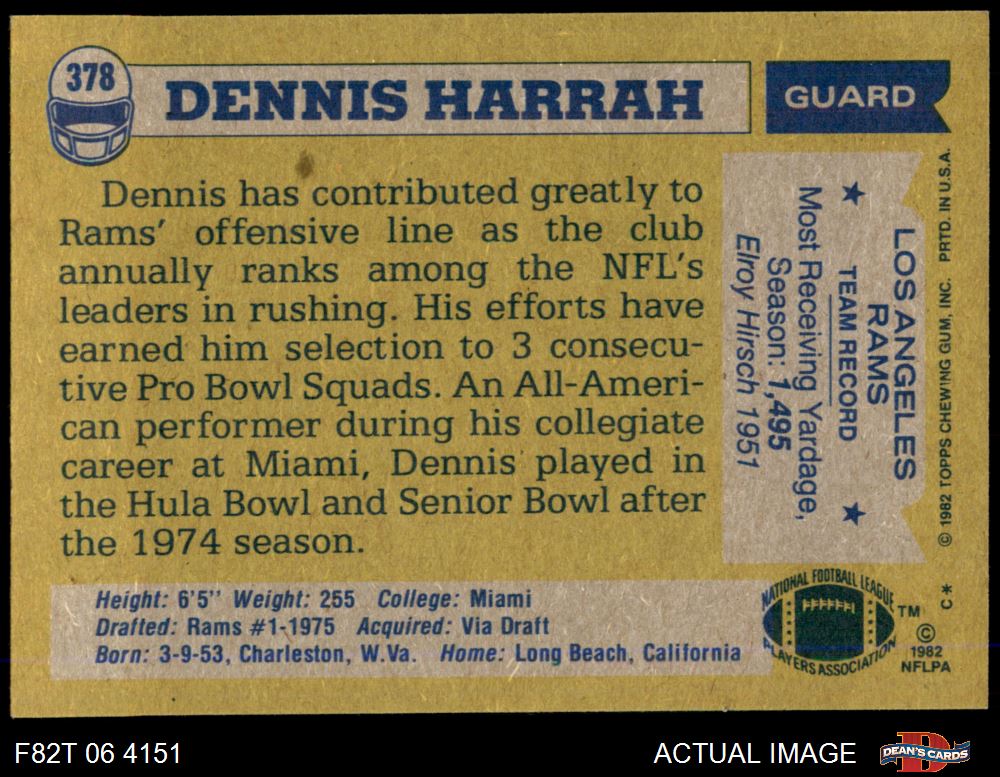 378
DENNIS HARRAH
GUARD
Dennis has contributed greatly to
Rams' offensive line as the club
annually ranks among the NFL's
leaders in rushing. His efforts have
earned him selection to 3 consecu-
tive Pro Bowl Squads. An All-Ameri-
can performer during his collegiate
career at Miami, Dennis played in
the Hula Bowl and Senior Bowl after
the 1974 season.
LOS ANGELES
RAMS
★ TEAM RECORD ★
Most Receiving Yardage,
Season: 1,495
Elroy Hirsch 1951
© 1982 TOPPS CHEWING GUM, INC. PRTD. IN U.S.A.
C*
Height: 6'5" Weight: 255 College: Miami
Drafted: Rams #1-1975 Acquired: Via Draft
Born: 3-9-53, Charleston, W.Va. Home: Long Beach, California
NATIONAL FOOTBALL LEAGUE
PLAYERS ASSOCIATION
TM
©
1982
NFLPA
F82T 06 4151
ACTUAL IMAGE
D
DEAN'S CARDS